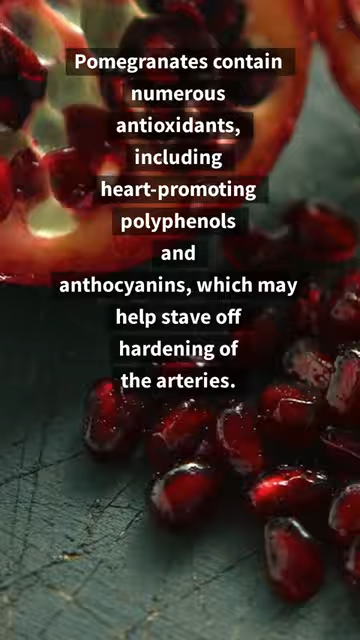 Pomegranates contain
numerous
antioxidants,
including
heart-promoting
polyphenols
and
anthocyanins, which may
help stave off
hardening of
the arteries.